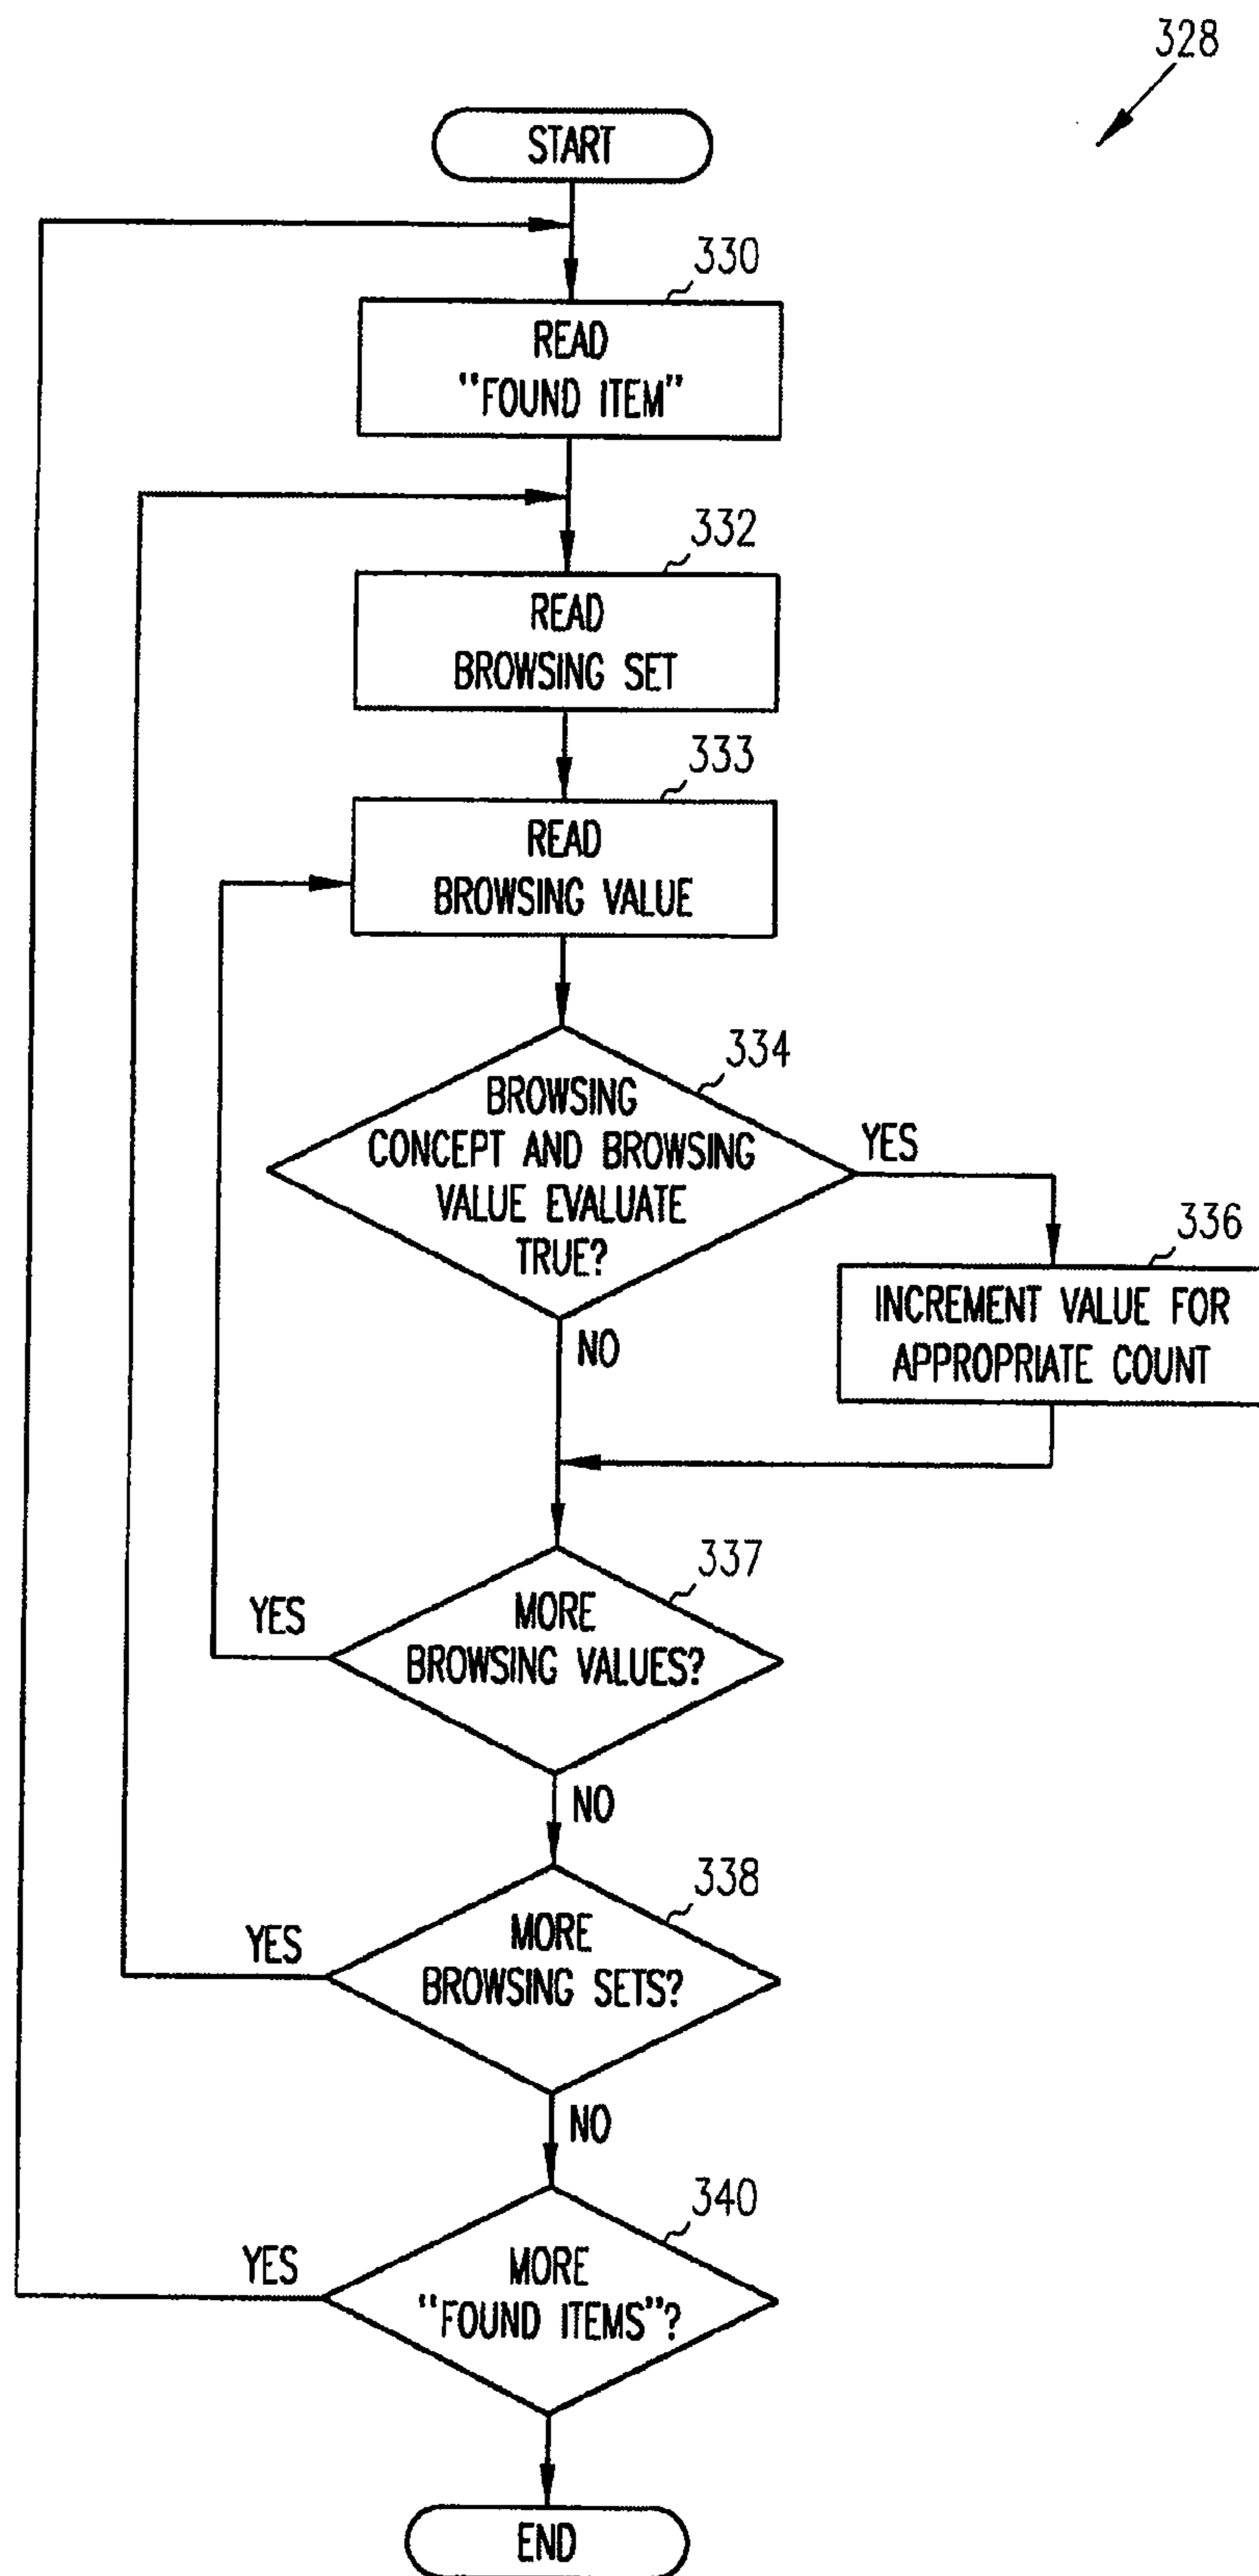 328
START
330
READ
"FOUND ITEM"
332
READ
BROWSING SET
333
READ
BROWSING VALUE
334
BROWSING
CONCEPT AND BROWSING
VALUE EVALUATE
TRUE?
YES
336
INCREMENT VALUE FOR
APPROPRIATE COUNT
NO
337
MORE
BROWSING VALUES?
YES
NO
338
MORE
BROWSING SETS?
YES
NO
340
MORE
"FOUND ITEMS"?
YES
END